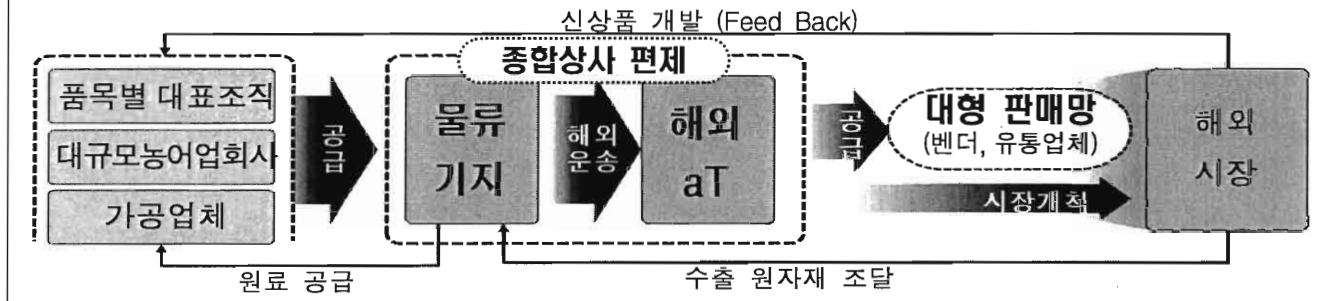 신상품 개발 (Feed Back)
종합상사 편제
품목별 대표조직
대규모농어업회사
가공업체
공급
물류
기지
해외
운송
해외
aT
공급
대형 판매망
(벤더, 유통업체)
시장개척
해외
시장
원료 공급
수출 원자재 조달